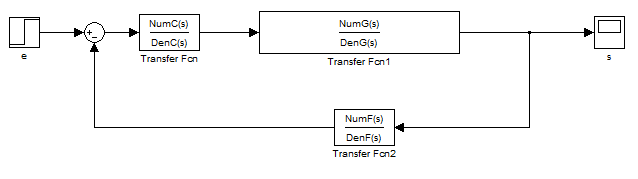 NumC(s)
DenC(s)
Transfer Fcn
NumG(s)
DenG(s)
Transfer Fcn1
e
s
NumF(s)
DenF(s)
Transfer Fcn2